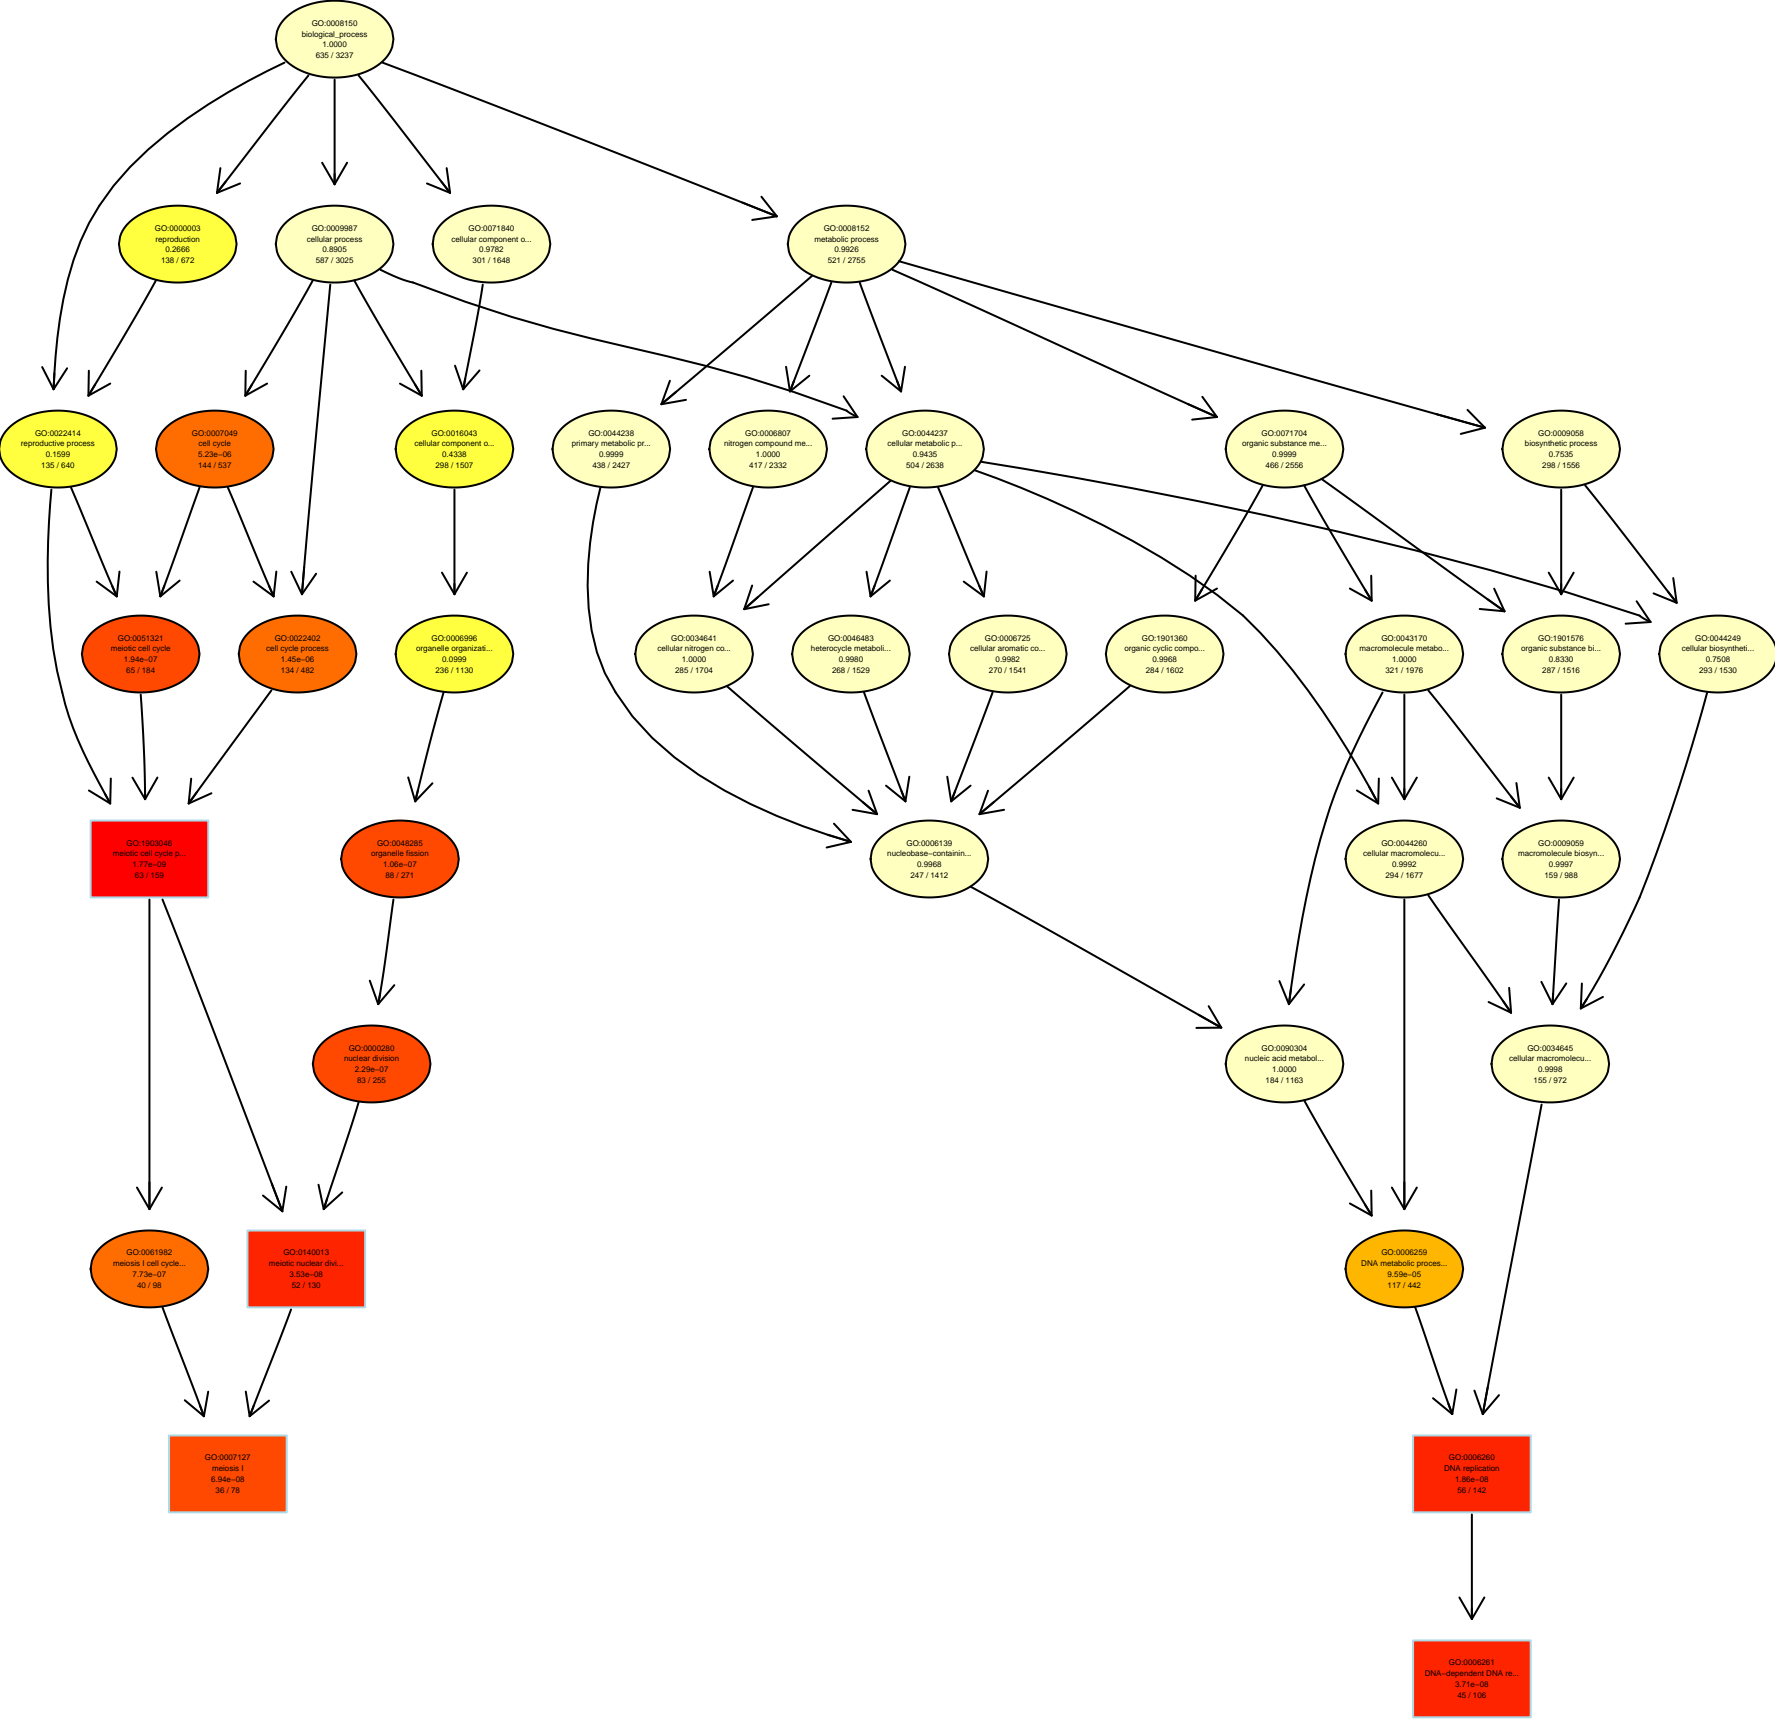 GO:0008150
biological_process
1.0000
635 / 3237
GO:0000003
reproduction
0.2666
138 / 672
GO:0009987
cellular process
0.8905
587 / 3025
GO:0071840
cellular component o...
0.9782
301 / 1648
GO:0008152
metabolic process
0.9926
521 / 2755
GO:0022414
reproductive process
0.1599
135 / 640
GO:0007049
cell cycle
5.23e−06
144 / 537
GO:0016043
cellular component o...
0.4338
298 / 1507
GO:0044238
primary metabolic pr...
0.9999
438 / 2427
GO:0006807
nitrogen compound me...
1.0000
417 / 2332
GO:0044237
cellular metabolic p...
0.9435
504 / 2638
GO:0071704
organic substance me...
0.9999
466 / 2556
GO:0009058
biosynthetic process
0.7535
298 / 1556
GO:0051321
meiotic cell cycle
1.94e−07
65 / 184
GO:0022402
cell cycle process
1.45e−06
134 / 482
GO:0006996
organelle organizati...
0.0999
236 / 1130
GO:0034641
cellular nitrogen co...
1.0000
285 / 1704
GO:0046483
heterocycle metaboli...
0.9980
268 / 1529
GO:0006725
cellular aromatic co...
0.9982
270 / 1541
GO:1901360
organic cyclic compo...
0.9968
284 / 1602
GO:0043170
macromolecule metabo...
1.0000
321 / 1976
GO:1901576
organic substance bi...
0.8330
287 / 1516
GO:0044249
cellular biosyntheti...
0.7508
293 / 1530
GO:1903046
meiotic cell cycle p...
1.77e−09
63 / 159
GO:0048285
organelle fission
1.06e−07
88 / 271
GO:0006139
nucleobase−containin...
0.9968
247 / 1412
GO:0044260
cellular macromolecu...
0.9992
294 / 1677
GO:0009059
macromolecule biosyn...
0.9997
159 / 988
GO:0000280
nuclear division
2.29e−07
83 / 255
GO:0090304
nucleic acid metabol...
1.0000
184 / 1163
GO:0034645
cellular macromolecu...
0.9998
155 / 972
GO:0061982
meiosis I cell cycle...
7.73e−07
40 / 98
GO:0140013
meiotic nuclear divi...
3.53e−08
52 / 130
GO:0006259
DNA metabolic proces...
9.59e−05
117 / 442
GO:0007127
meiosis I
6.94e−08
36 / 78
GO:0006260
DNA replication
1.86e−08
56 / 142
GO:0006261
DNA−dependent DNA re...
3.71e−08
45 / 106